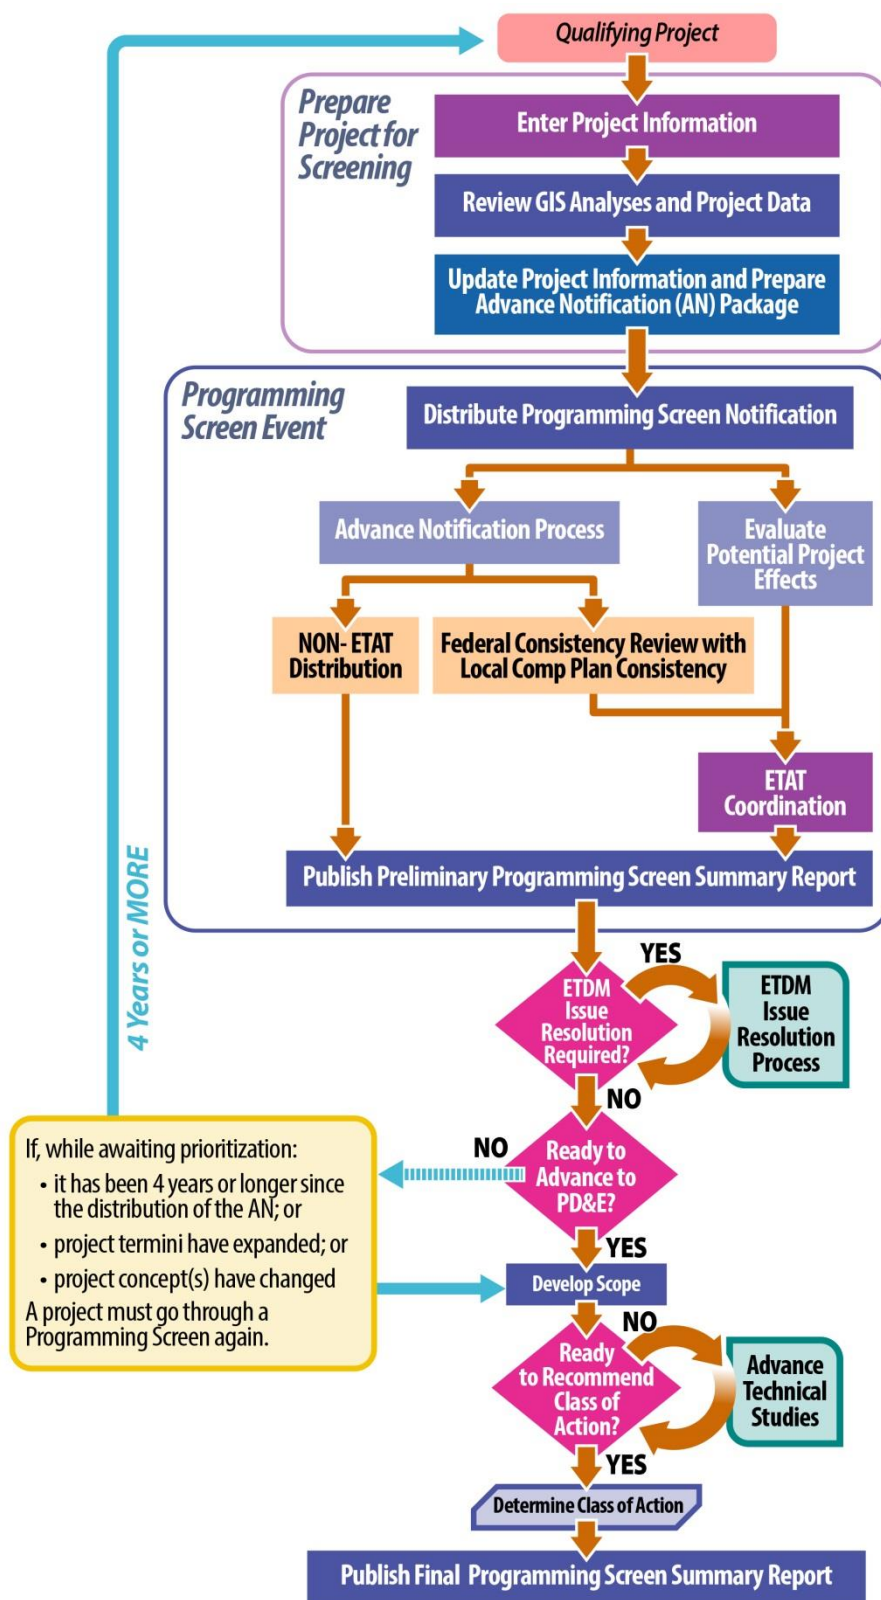 Qualifying Project
Prepare
Project for
Screening
Enter Project Information
Review GIS Analyses and Project Data
Update Project Information and Prepare
Advance Notification (AN) Package
Programming
Screen Event
Distribute Programming Screen Notification
Advance Notification Process
Evaluate
Potential Project
Effects
NON- ETAT
Distribution
Federal Consistency Review with
Local Comp Plan Consistency
ETAT
Coordination
Publish Preliminary Programming Screen Summary Report
4 Years or MORE
YES
ETDM
Issue
Resolution
Required?
ETDM
Issue
Resolution
Process
NO
If, while awaiting prioritization:
• it has been 4 years or longer since
the distribution of the AN; or
• project termini have expanded; or
• project concept(s) have changed
A project must go through a
Programming Screen again.
NO
Ready to
Advance to
PD&E?
YES
Develop Scope
NO
Ready
to Recommend
Class of
Action?
Advance
Technical
Studies
YES
Determine Class of Action
Publish Final Programming Screen Summary Report